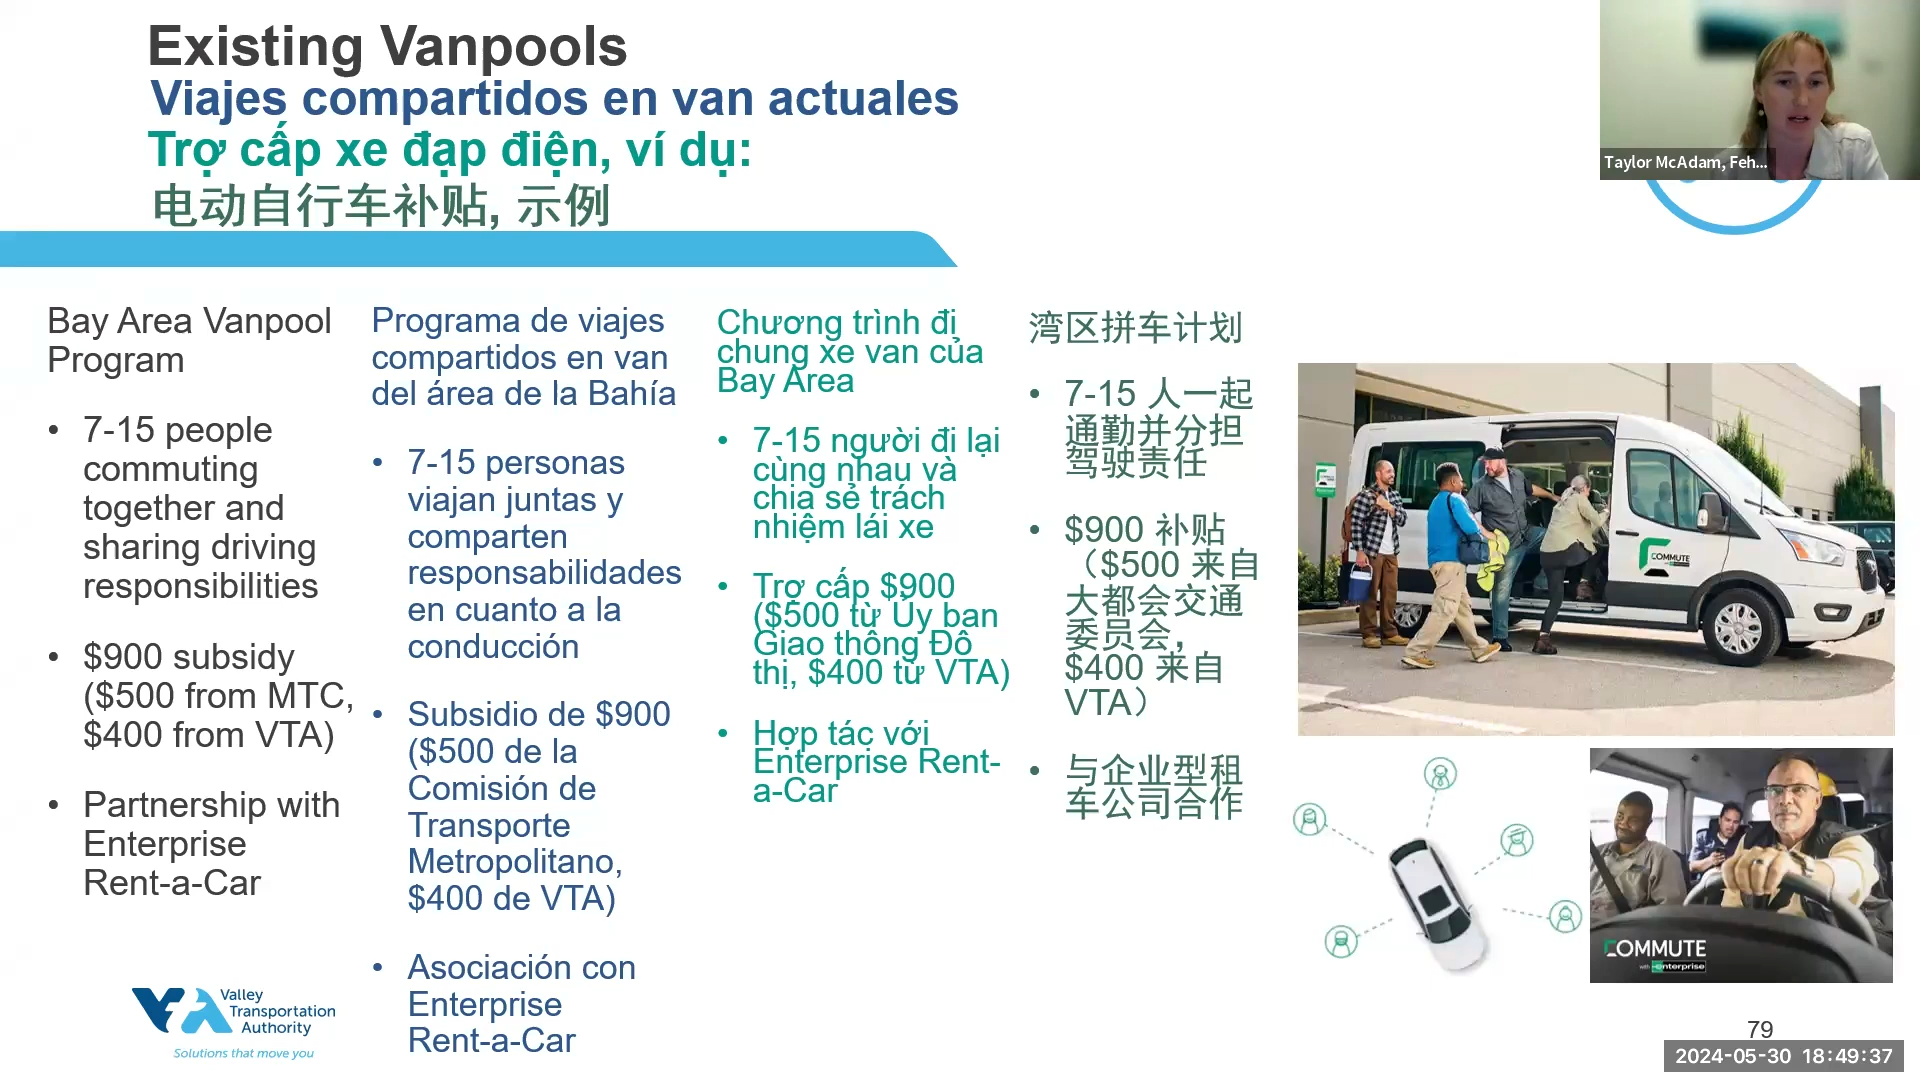 Existing Vanpools
Viajes compartidos en van actuales
Trợ cấp xe đạp điện, ví dụ:
电动自行车补贴, 示例
Taylor McAdam, Feh...
Bay Area Vanpool
Program
• 7-15 people
commuting
together and
sharing driving
responsibilities
• $900 subsidy
($500 from MTC,
$400 from VTA)
• Partnership with
Enterprise
Rent-a-Car
Programa de viajes
compartidos en van
del área de la Bahía
• 7-15 personas
viajan juntas y
comparten
responsabilidades
en cuanto a la
conducción
• Subsidio de $900
($500 de la
Comisión de
Transporte
Metropolitano,
$400 de VTA)
• Asociación con
Enterprise
Rent-a-Car
Chương trình đi
chung xe van của
Bay Area
• 7-15 người đi lại
cùng nhau và
chia sẻ trách
nhiệm lái xe
• Trợ cấp $900
($500 từ Ủy ban
Giao thông Đô
thị, $400 từ VTA)
• Hợp tác với
Enterprise Rent-
a-Car
湾区拼车计划
• 7-15 人一起
通勤并分担
驾驶责任
• $900 补贴
（$500 来自
大都会交通
委员会，
$400 来自
VTA）
• 与企业型租
车公司合作
COMMUTE
COMMUTE
with enterprise
VTA
Valley
Transportation
Authority
Solutions that move you
79
2024-05-30 18:49:37